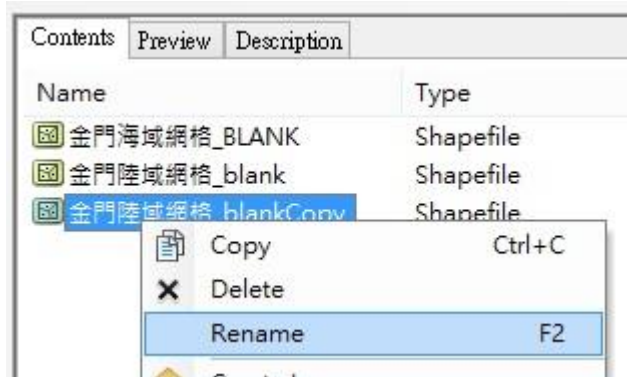 Contents Preview Description
Name Type
金門海域網格_BLANK Shapefile
金門陸域網格_blank Shapefile
金門陸域網格_blankCopy Shapefile
Copy Ctrl+C
Delete
Rename F2